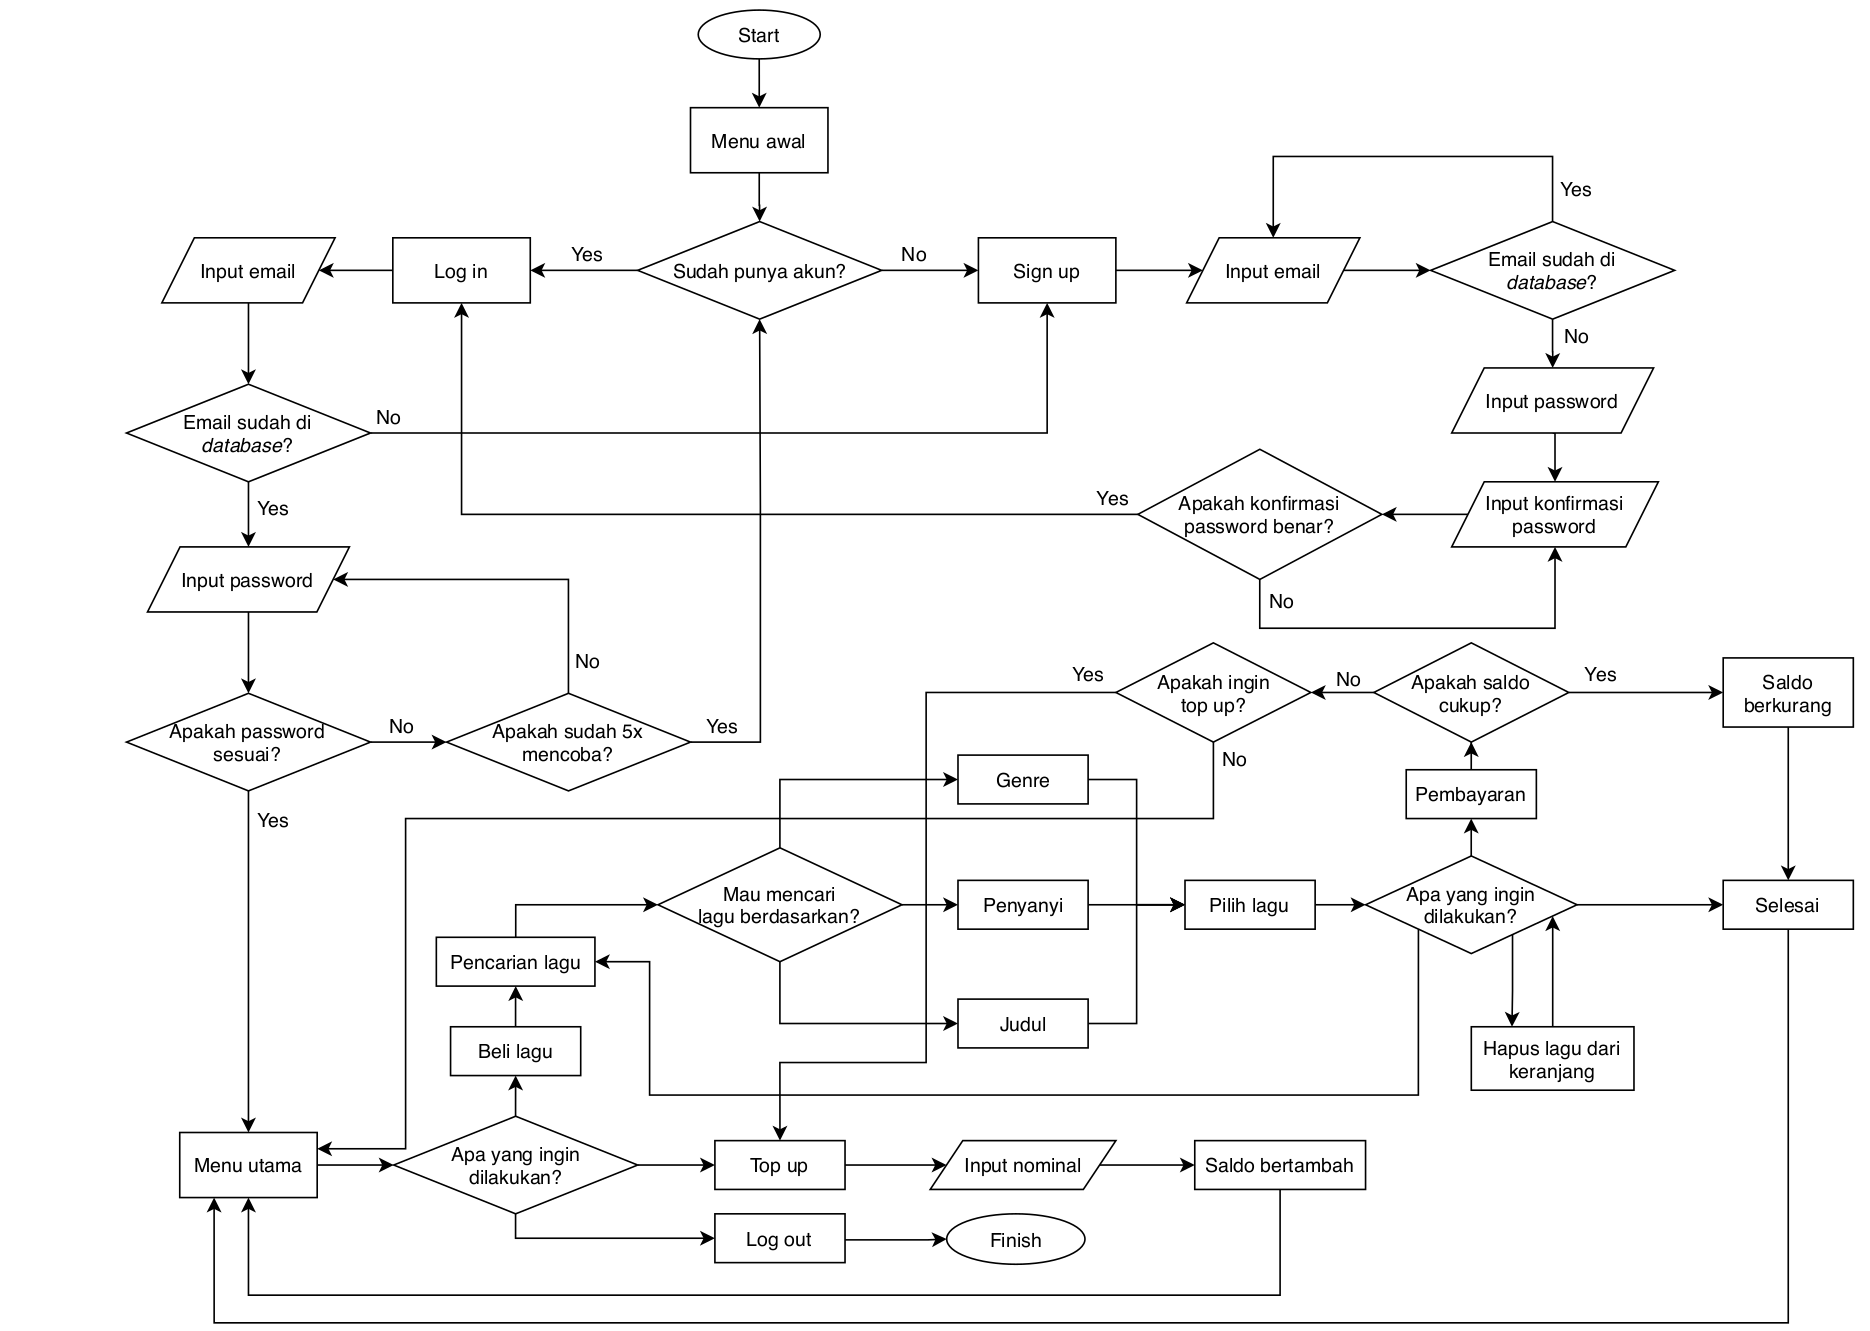 Start
Menu awal
Yes
Input email
Log in
Yes
Sudah punya akun?
No
Sign up
Input email
Email sudah di
database?
No
Input password
Email sudah di
database?
No
Yes
Apakah konfirmasi
password benar?
Yes
Input konfirmasi
password
No
Input password
No
Apakah password
sesuai?
No
Apakah sudah 5x
mencoba?
Yes
Yes
Yes
Apakah ingin
top up?
No
Apakah saldo
cukup?
Yes
Saldo
berkurang
No
Genre
Pembayaran
Mau mencari
lagu berdasarkan?
Penyanyi
Pilih lagu
Apa yang ingin
dilakukan?
Selesai
Pencarian lagu
Judul
Beli lagu
Hapus lagu dari
keranjang
Menu utama
Apa yang ingin
dilakukan?
Top up
Input nominal
Saldo bertambah
Log out
Finish